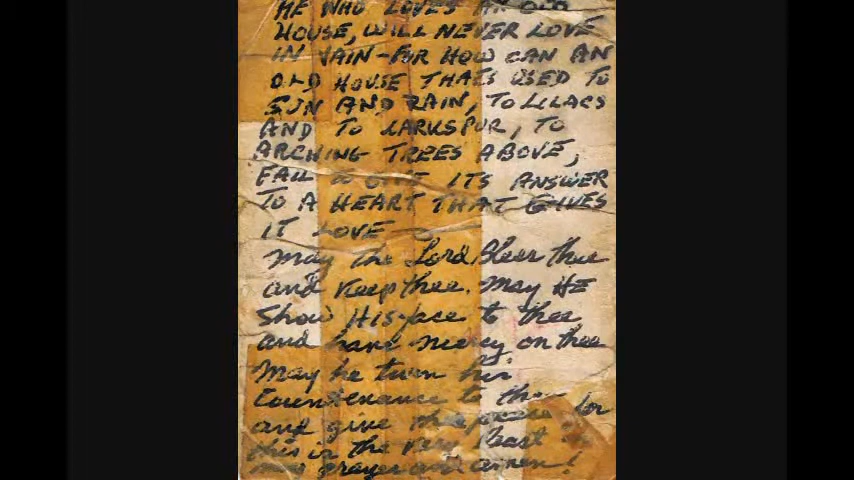 HE WHO LOVES AN OLD
HOUSE, WILL NEVER LOVE
IN VAIN-FOR HOW CAN AN
OLD HOUSE THATS USED TO
SUN AND RAIN, TO LILACS
AND TO LARKSPUR, TO
ARCHING TREES ABOVE,
FAIL TO GIVE ITS ANSWER
TO A HEART THAT GIVES
IT LOVE
May the Lord Bless thee
and Keep thee. May HE
Show His face to thee
and have mercy on thee
May he turn his
Countenance to thee
and give thee peace for
this is the very least
my prayer and amen!